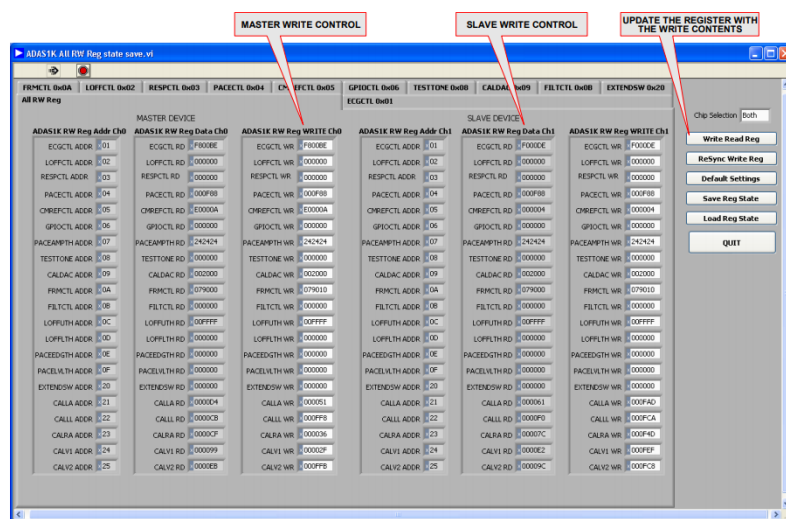 MASTER WRITE CONTROL
SLAVE WRITE CONTROL
UPDATE THE REGISTER WITH
THE WRITE CONTENTS
ADAS1K All RW Reg state save.vi
FRMCTL 0x0A LOFFCTL 0x02 RESPCTL 0x03 PACECTL 0x04 CMREFCTL 0x05 GPIOCTL 0x06 TESTTONE 0x08 CALDAC 0x09 FILTCTL 0x0B EXTENDSW 0x20
All RW Reg ECGCTL 0x01
Chip Selection Both
MASTER DEVICE SLAVE DEVICE
ADAS1K RW Reg Addr Ch0 ADAS1K RW Reg Data Ch0 ADAS1K RW Reg WRITE Ch0 ADAS1K RW Reg Addr Ch1 ADAS1K RW Reg Data Ch1 ADAS1K RW Reg WRITE Ch1
Write Read Reg
ReSync Write Reg
Default Settings
Save Reg State
Load Reg State
QUIT
ECGCTL ADDR 01 ECGCTL RD F800BE ECGCTL WR F800BE ECGCTL ADDR 01 ECGCTL RD F000DE ECGCTL WR F000DE
LOFFCTL ADDR 02 LOFFCTL RD 000000 LOFFCTL WR 000000 LOFFCTL ADDR 02 LOFFCTL RD 000000 LOFFCTL WR 000000
RESPCTL ADDR 03 RESPCTL RD 000000 RESPCTL WR 000000 RESPCTL ADDR 03 RESPCTL RD 000000 RESPCTL WR 000000
PACECTL ADDR 04 PACECTL RD 000F88 PACECTL WR 000F88 PACECTL ADDR 04 PACECTL RD 000F88 PACECTL WR 000F88
CMREFCTL ADDR 05 CMREFCTL RD E0000A CMREFCTL WR E0000A CMREFCTL ADDR 05 CMREFCTL RD 000004 CMREFCTL WR 000004
GPIOCTL ADDR 06 GPIOCTL RD 000000 GPIOCTL WR 000000 GPIOCTL ADDR 06 GPIOCTL RD 000000 GPIOCTL WR 000000
PACEAMPTH ADDR 07 PACEAMPTH RD 242424 PACEAMPTH WR 242424 PACEAMPTH ADDR 07 PACEAMPTH RD 242424 PACEAMPTH WR 242424
TESTTONE ADDR 08 TESTTONE RD 000000 TESTTONE WR 000000 TESTTONE ADDR 08 TESTTONE RD 000000 TESTTONE WR 000000
CALDAC ADDR 09 CALDAC RD 002000 CALDAC WR 002000 CALDAC ADDR 09 CALDAC RD 002000 CALDAC WR 002000
FRMCTL ADDR 0A FRMCTL RD 079000 FRMCTL WR 079010 FRMCTL ADDR 0A FRMCTL RD 079000 FRMCTL WR 079010
FILTCTL ADDR 0B FILTCTL RD 000000 FILTCTL WR 000000 FILTCTL ADDR 0B FILTCTL RD 000000 FILTCTL WR 000000
LOFFUTH ADDR 0C LOFFUTH RD 00FFFF LOFFUTH WR 00FFFF LOFFUTH ADDR 0C LOFFUTH RD 00FFFF LOFFUTH WR 00FFFF
LOFFLTH ADDR 0D LOFFLTH RD 000000 LOFFLTH WR 000000 LOFFLTH ADDR 0D LOFFLTH RD 000000 LOFFLTH WR 000000
PACEEDGTH ADDR 0E PACEEDGTH RD 000000 PACEEDGTH WR 000000 PACEEDGTH ADDR 0E PACEEDGTH RD 000000 PACEEDGTH WR 000000
PACELVLTH ADDR 0F PACELVLTH RD 000000 PACELVLTH WR 000000 PACELVLTH ADDR 0F PACELVLTH RD 000000 PACELVLTH WR 000000
EXTENDSW ADDR 20 EXTENDSW RD 000000 EXTENDSW WR 000000 EXTENDSW ADDR 20 EXTENDSW RD 000000 EXTENDSW WR 000000
CALLA ADDR 21 CALLA RD 0000D4 CALLA WR 000051 CALLA ADDR 21 CALLA RD 000061 CALLA WR 000FAD
CALLL ADDR 22 CALLL RD 0000CB CALLL WR 000FF8 CALLL ADDR 22 CALLL RD 0000F0 CALLL WR 000FCA
CALRA ADDR 23 CALRA RD 0000CF CALRA WR 000036 CALRA ADDR 23 CALRA RD 00007C CALRA WR 000F4D
CALV1 ADDR 24 CALV1 RD 000099 CALV1 WR 00002F CALV1 ADDR 24 CALV1 RD 0000E2 CALV1 WR 000FEF
CALV2 ADDR 25 CALV2 RD 0000EB CALV2 WR 000FFB CALV2 ADDR 25 CALV2 RD 00009C CALV2 WR 000FC8